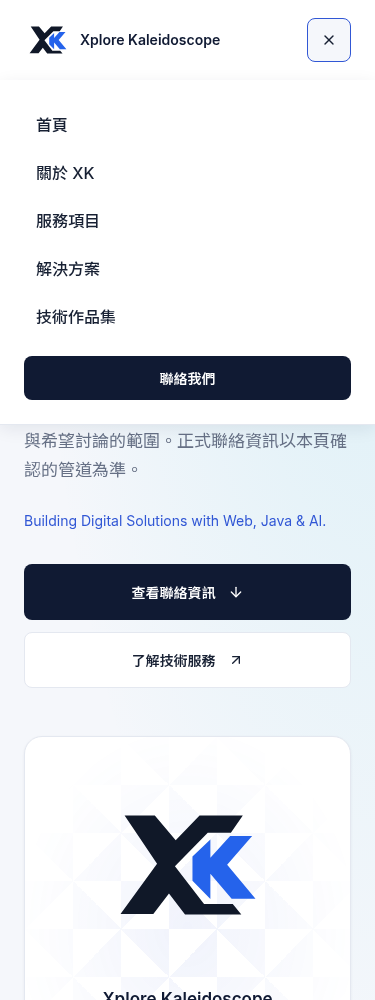 Xplore Kaleidoscope
首頁
關於 XK
服務項目
解決方案
技術作品集
聯絡我們
與希望討論的範圍。正式聯絡資訊以本頁確
認的管道為準。
Building Digital Solutions with Web, Java & AI.
查看聯絡資訊
了解技術服務
XK
Xplore Kaleidoscope